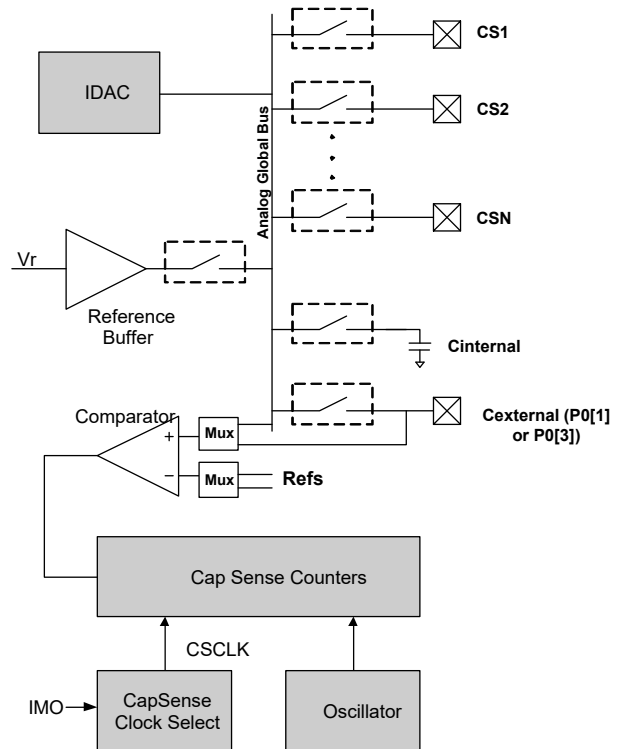 CS1
IDAC
CS2
Analog Global Bus
CSN
Vr
Reference
Buffer
Cinternal
Comparator
+
Mux
Cexternal (P0[1]
or P0[3])
−
Mux
Refs
Cap Sense Counters
CSCLK
IMO
CapSense
Clock Select
Oscillator